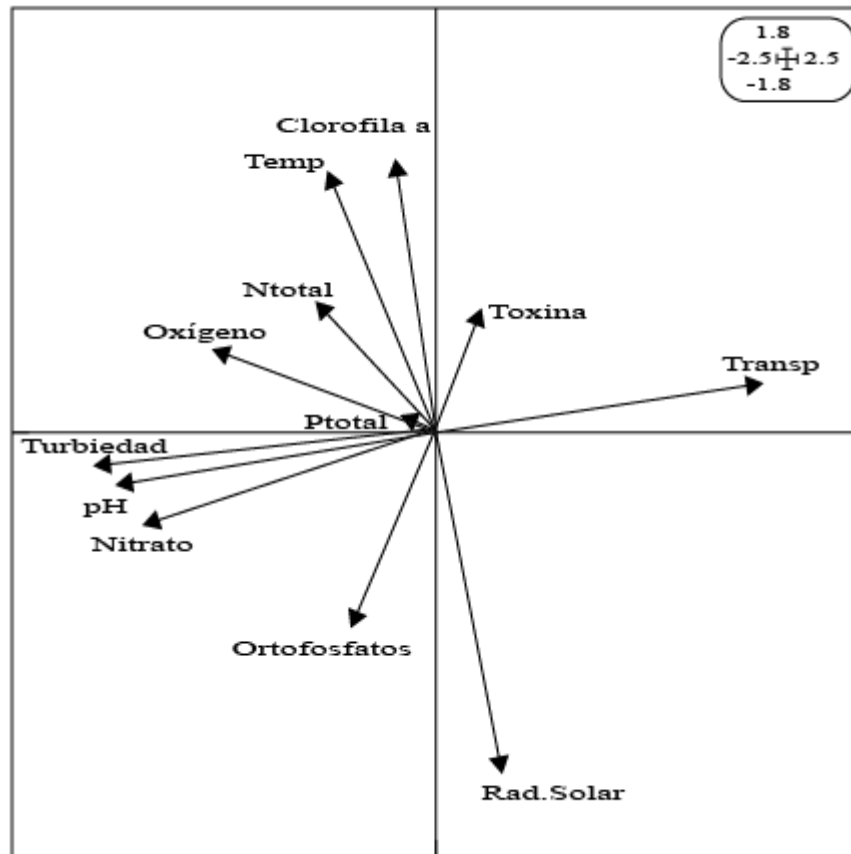 1.8
-2.5 2.5
-1.8
Clorofila a
Temp
Ntotal
Toxina
Oxígeno
Transp
Ptotal
Turbiedad
pH
Nitrato
Ortofosfatos
Rad.Solar